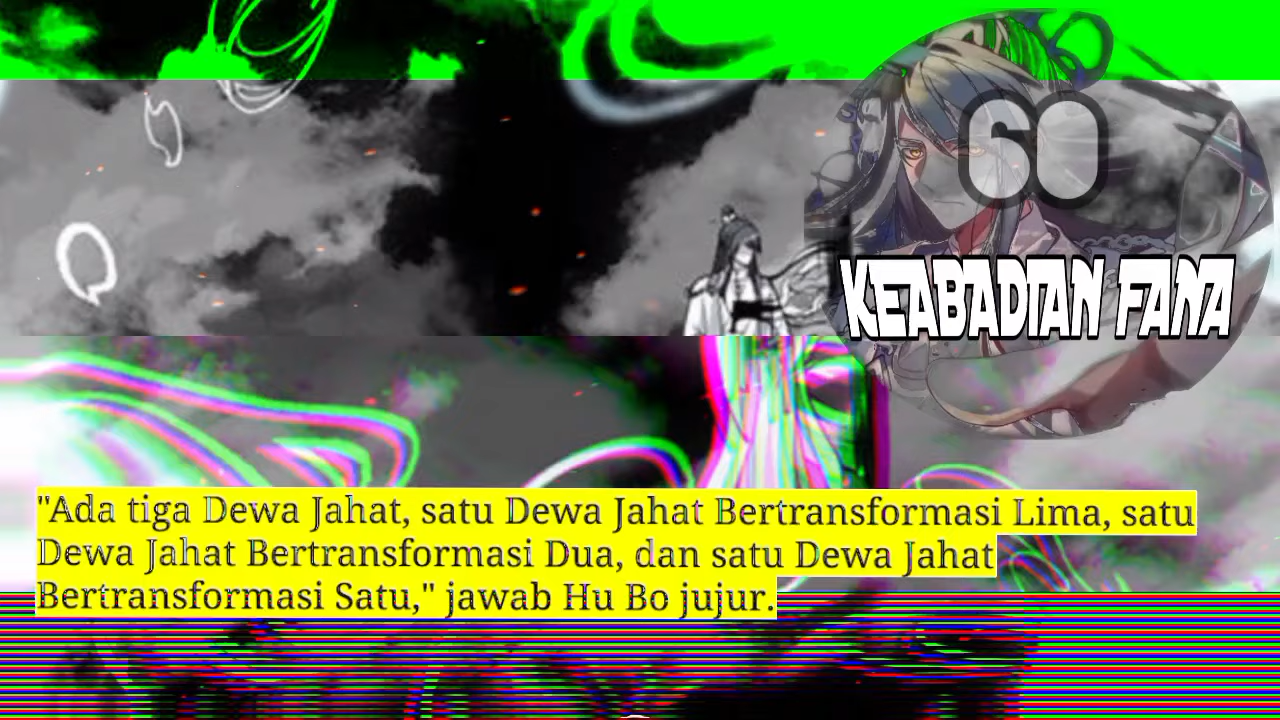 60
KEABADIAN FANA
"Ada tiga Dewa Jahat, satu Dewa Jahat Bertransformasi Lima, satu
Dewa Jahat Bertransformasi Dua, dan satu Dewa Jahat
Bertransformasi Satu," jawab Hu Bo jujur.